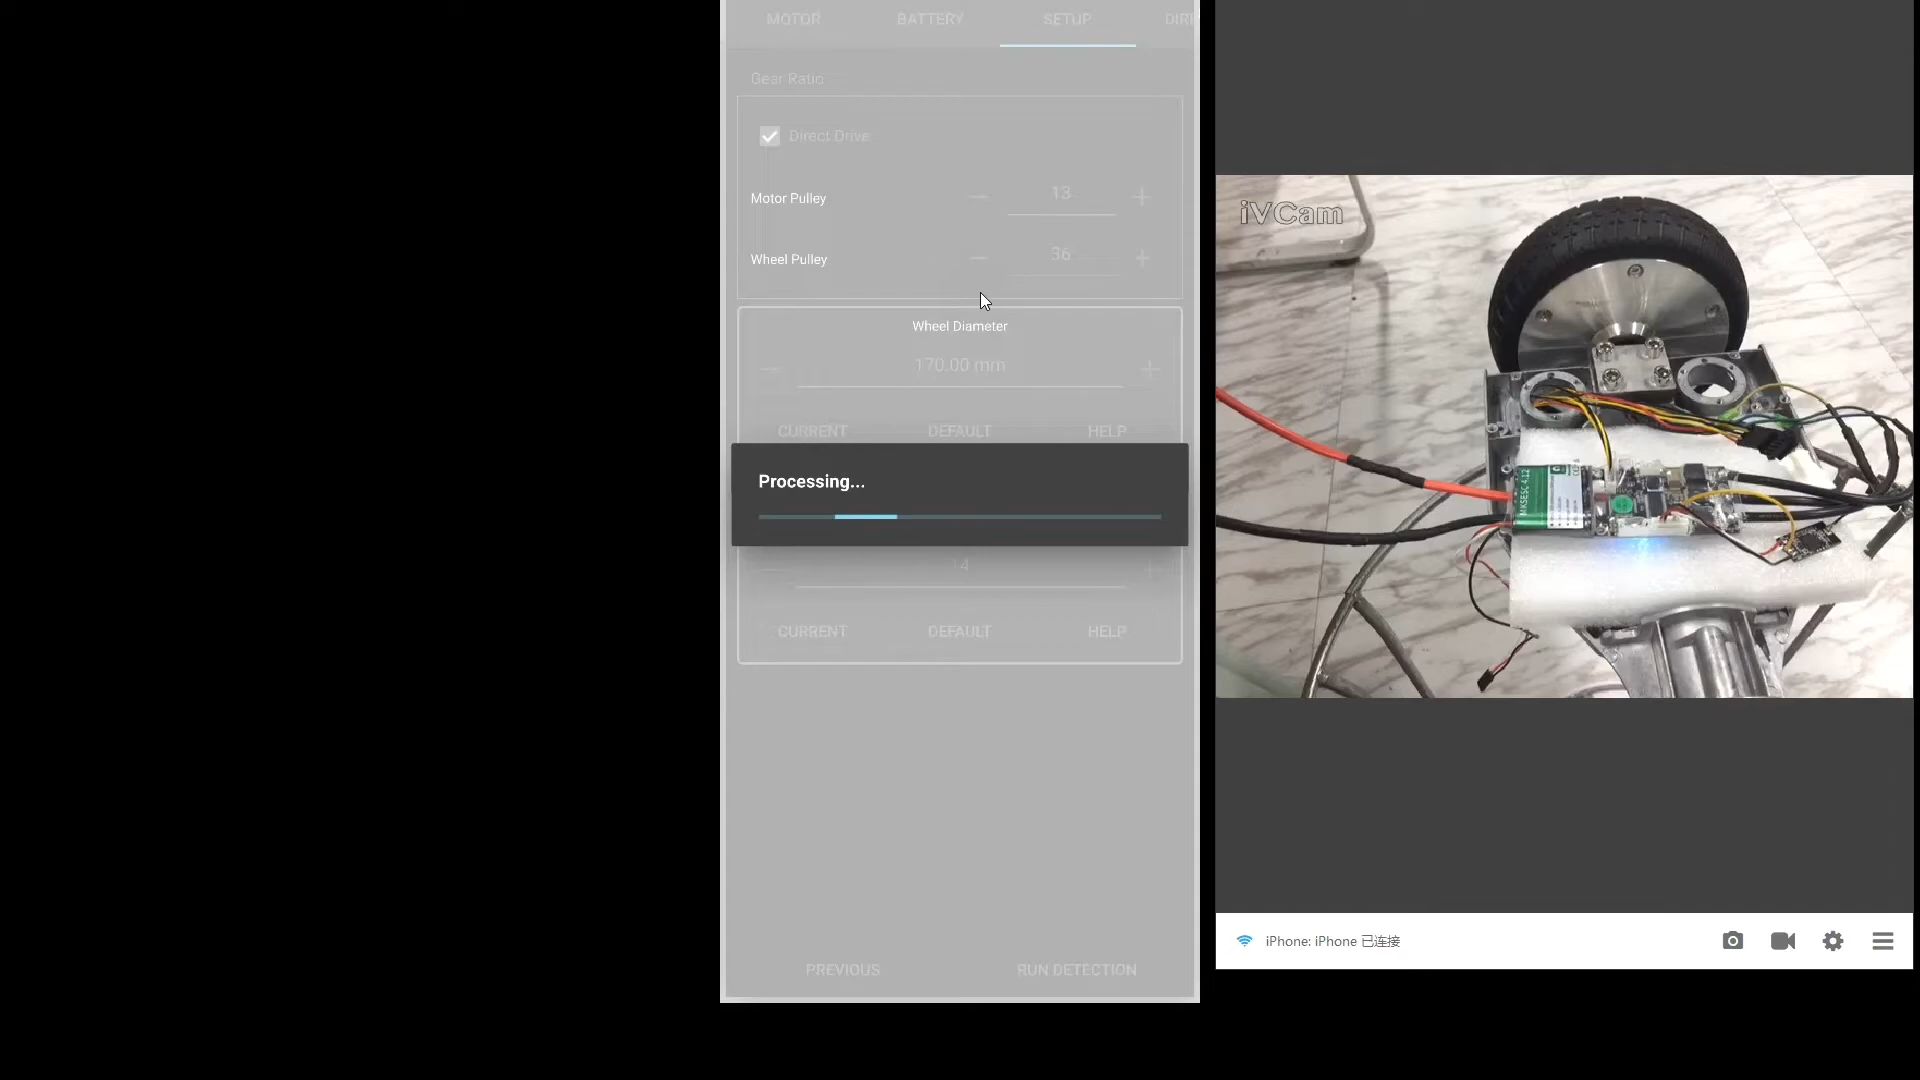 MOTOR BATTERY SETUP
Gear Ratio
Direct Drive
Motor Pulley 13
Wheel Pulley 36
Wheel Diameter
170.00 mm
CURRENT DEFAULT HELP
Processing...
14
CURRENT DEFAULT HELP
PREVIOUS RUN DETECTION
iVCam
iPhone: iPhone 已连接